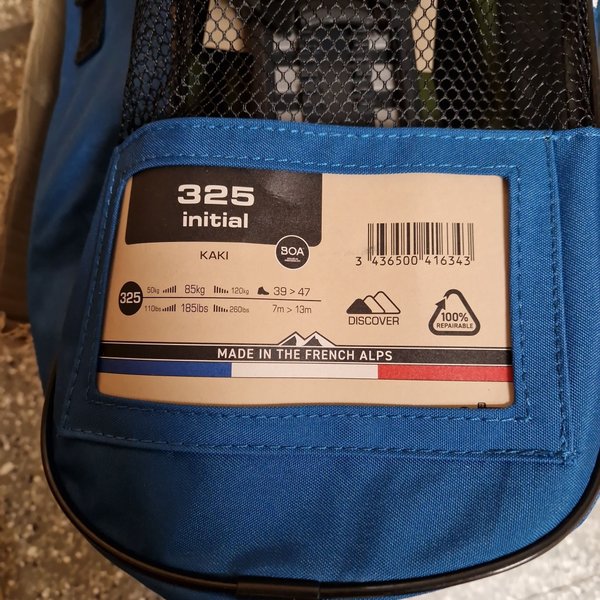 325
initial
KAKI
BOA
3 436500 416343
325
50kg 85kg 120kg 39 > 47
110lbs 185lbs 260lbs 7m > 13m
DISCOVER
100%
REPAIRABLE
MADE IN THE FRENCH ALPS